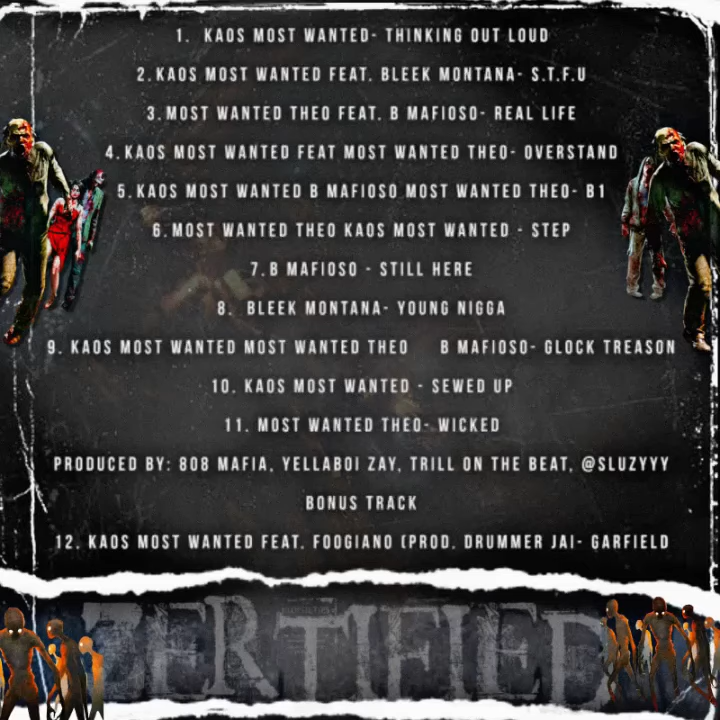 1. KAOS MOST WANTED- THINKING OUT LOUD
2. KAOS MOST WANTED FEAT. BLEEK MONTANA- S.T.F.U
3. MOST WANTED THEO FEAT. B MAFIOSO- REAL LIFE
4. KAOS MOST WANTED FEAT MOST WANTED THEO- OVERSTAND
5. KAOS MOST WANTED B MAFIOSO MOST WANTED THEO- B1
6. MOST WANTED THEO KAOS MOST WANTED - STEP
7. B MAFIOSO - STILL HERE
8. BLEEK MONTANA- YOUNG NIGGA
9. KAOS MOST WANTED MOST WANTED THEO B MAFIOSO- GLOCK TREASON
10. KAOS MOST WANTED - SEWED UP
11. MOST WANTED THEO- WICKED
PRODUCED BY: 808 MAFIA, YELLABOI ZAY, TRILL ON THE BEAT, @SLUZYYY
BONUS TRACK
12. KAOS MOST WANTED FEAT. FOOGIANO (PROD. DRUMMER JAI- GARFIELD
ZERTIFIED